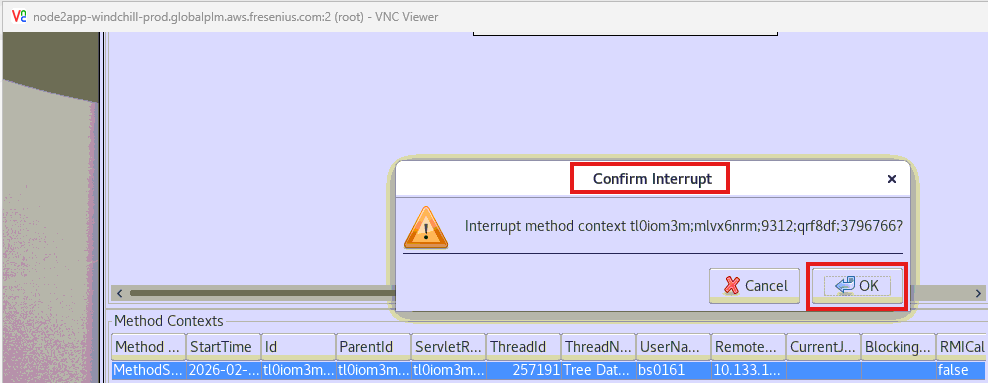 node2app-windchill-prod.globalplm.aws.fresenius.com:2 (root) - VNC Viewer
Confirm Interrupt
Interrupt method context tl0iom3m;mlvx6nrm;9312;qrf8df;3796766?
Cancel OK
Method Contexts
Method ... StartTime Id ParentId ServletR... ThreadId ThreadN... UserNa... Remote... CurrentJ... Blocking... RMICal
MethodS... 2026-02-... tl0iom3m... tl0iom3m... tl0iom3m... 257191 Tree Dat... bs0161 10.133.1... false